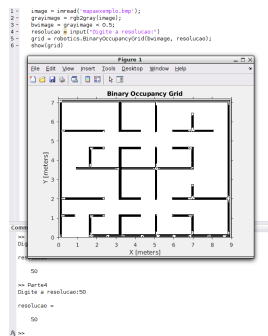 1 - image = imread('mapaexemplo.bmp');
2 - grayimage = rgb2gray(image);
3 - bwimage = grayimage < 0.5;
4 - resolucao = input("Digite a resolucao:")
5 - grid = robotics.BinaryOccupancyGrid(bwimage, resolucao);
6 - show(grid)
Figure 1
File Edit View Insert Tools Desktop Window Help
Binary Occupancy Grid
7
6
5
4
3
2
1
0
Y [meters]
0 1 2 3 4 5 6 7 8 9
X [meters]
Comm
>>
Dig
reso
50
>> Parte4
Digite a resolucao:50
resolucao =
50
>>